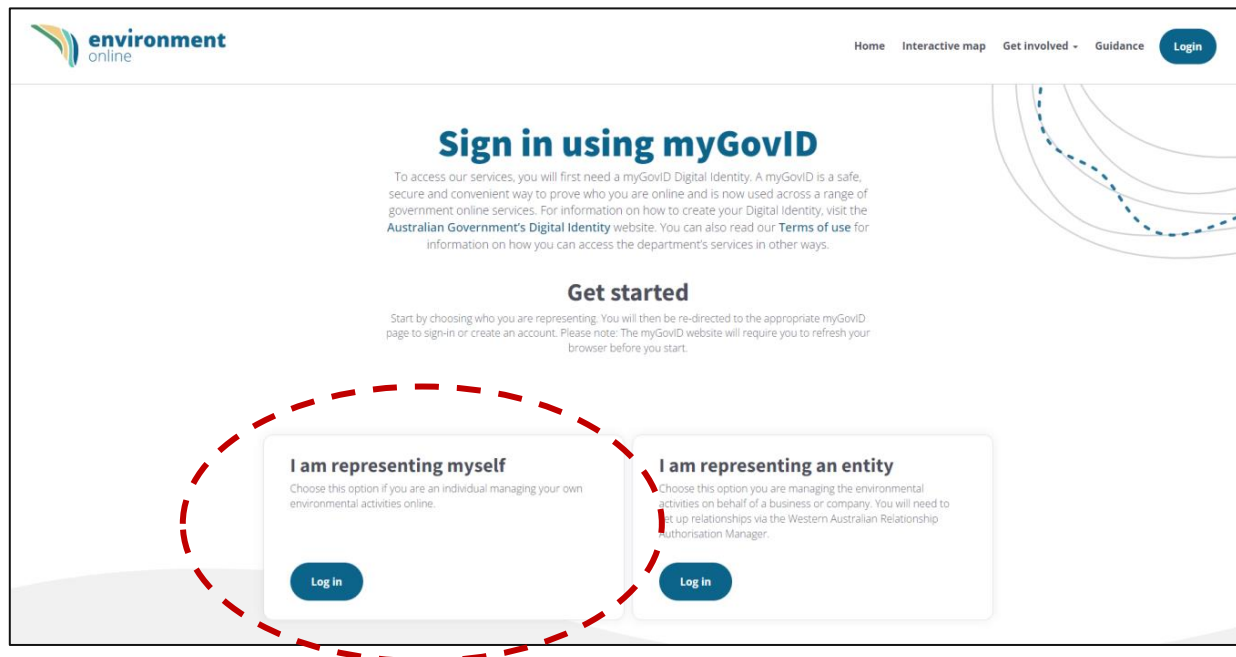 environment
online
Home Interactive map Get involved Guidance Login
Sign in using myGovID
To access our services, you will first need a myGovID Digital Identity. A myGovID is a safe,
secure and convenient way to prove who you are online and is now used across a range of
government online services. For information on how to create your Digital Identity, visit the
Australian Government's Digital Identity website. You can also read our Terms of use for
information on how you can access the department's services in other ways.
Get started
Start by choosing who you are representing. You will then be re-directed to the appropriate myGovID
page to sign-in or create an account. Please note: The myGovID website will require you to refresh your
browser before you start.
I am representing myself
Choose this option if you are an individual managing your own
environmental activities online.
Log in
I am representing an entity
Choose this option you are managing the environmental
activities on behalf of a business or company. You will need to
set up relationships via the Western Australian Relationship
Authorisation Manager.
Log in